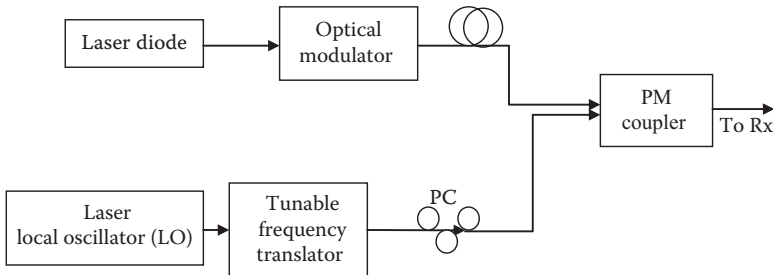 Laser diode
Optical
modulator
PM
coupler
To Rx
Laser
local oscillator (LO)
Tunable
frequency
translator
PC